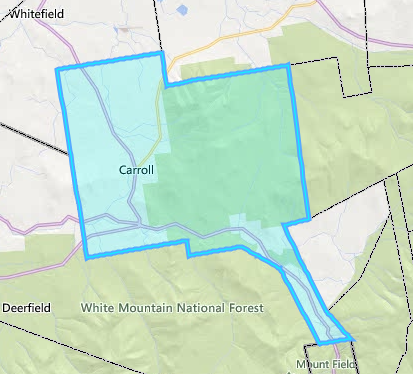 Whitefield
Carroll
Deerfield
White Mountain National Forest
Mount Field